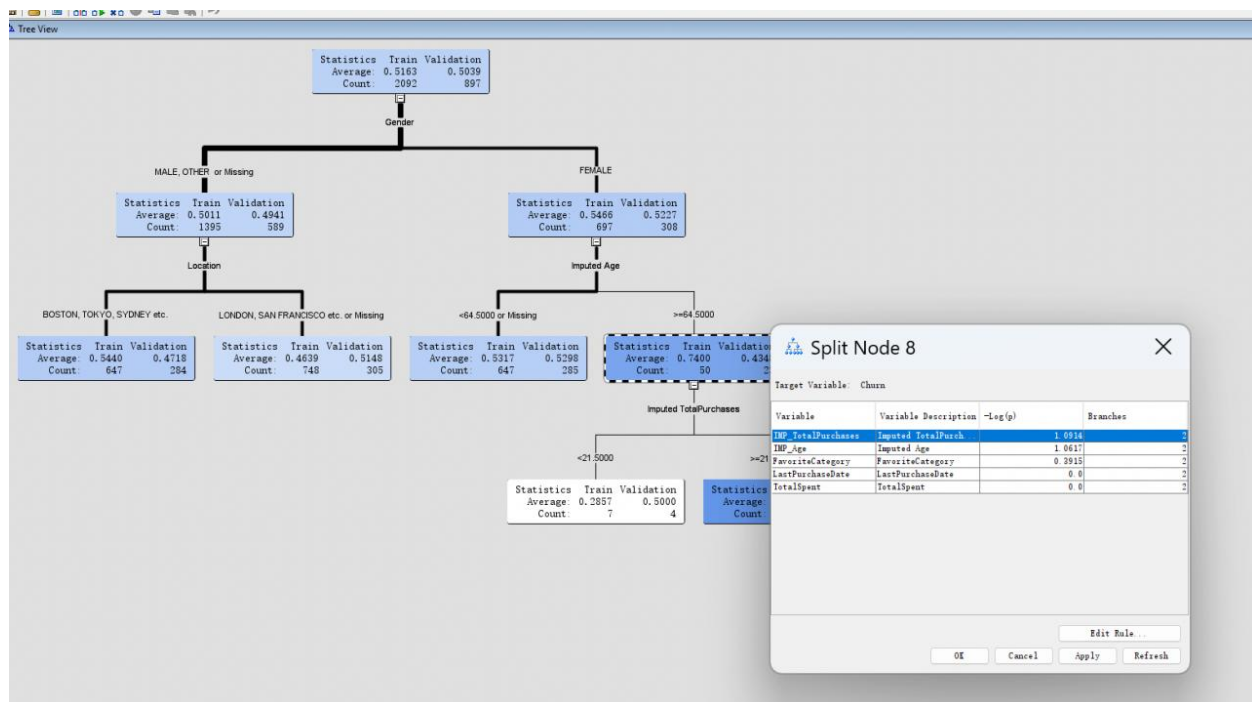 Tree View
Statistics Train Validation
Average: 0.5163 0.5039
Count: 2092 897
Gender
MALE, OTHER or Missing
FEMALE
Statistics Train Validation
Average: 0.5011 0.4941
Count: 1395 589
Statistics Train Validation
Average: 0.5466 0.5227
Count: 697 308
Location
Imputed Age
BOSTON, TOKYO, SYDNEY etc.
LONDON, SAN FRANCISCO etc. or Missing
<64.5000 or Missing
>=64.5000
Statistics Train Validation
Average: 0.5440 0.4718
Count: 647 284
Statistics Train Validation
Average: 0.4639 0.5148
Count: 748 305
Statistics Train Validation
Average: 0.5317 0.5298
Count: 647 285
Statistics Train Validatio
Average: 0.7400 0.434
Count: 50 2
Imputed TotalPurchases
<21.5000
>=21
Statistics Train Validation
Average: 0.2857 0.5000
Count: 7 4
Statistics
Average:
Count:
Split Node 8
Target Variable: Churn
Variable Variable Description -Log(p) Branches
IMP_TotalPurchases Imputed TotalPurch... 1.0914 2
IMP_Age Imputed Age 1.0617 2
FavoriteCategory FavoriteCategory 0.3915 2
LastPurchaseDate LastPurchaseDate 0.0 2
TotalSpent TotalSpent 0.0 2
Edit Rule...
OK Cancel Apply Refresh